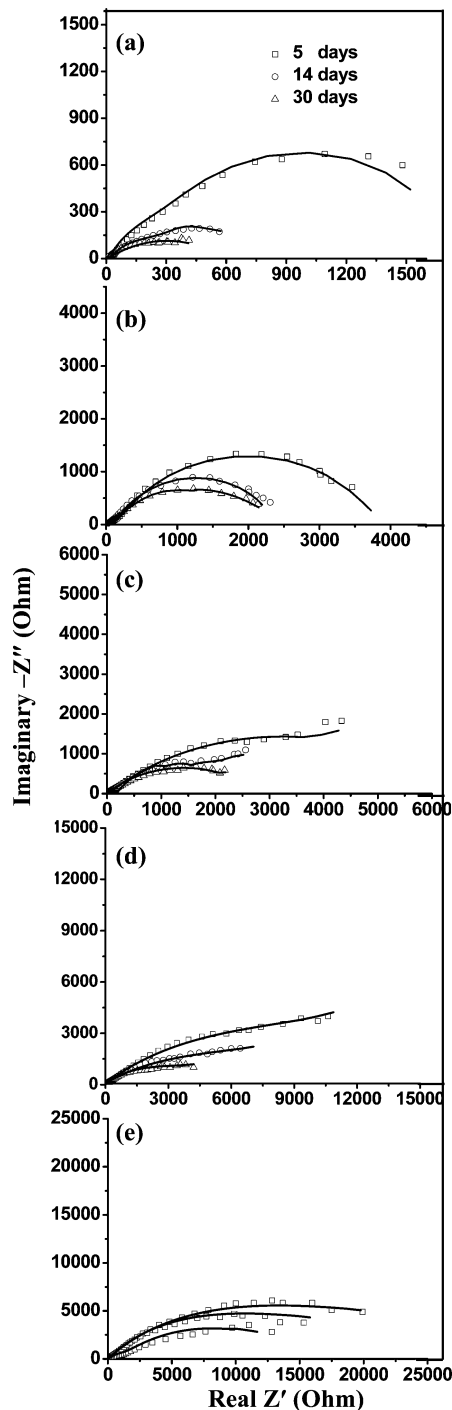 (a)
5 days
14 days
30 days
1500
1200
900
600
300
0
0 300 600 900 1200 1500
(b)
4000
3000
2000
1000
0
0 1000 2000 3000 4000
(c)
6000
5000
4000
3000
2000
1000
0
0 1000 2000 3000 4000 5000 6000
(d)
15000
12000
9000
6000
3000
0
0 3000 6000 9000 12000 15000
(e)
25000
20000
15000
10000
5000
0
0 5000 10000 15000 20000 25000
Imaginary –Z″ (Ohm)
Real Z′ (Ohm)